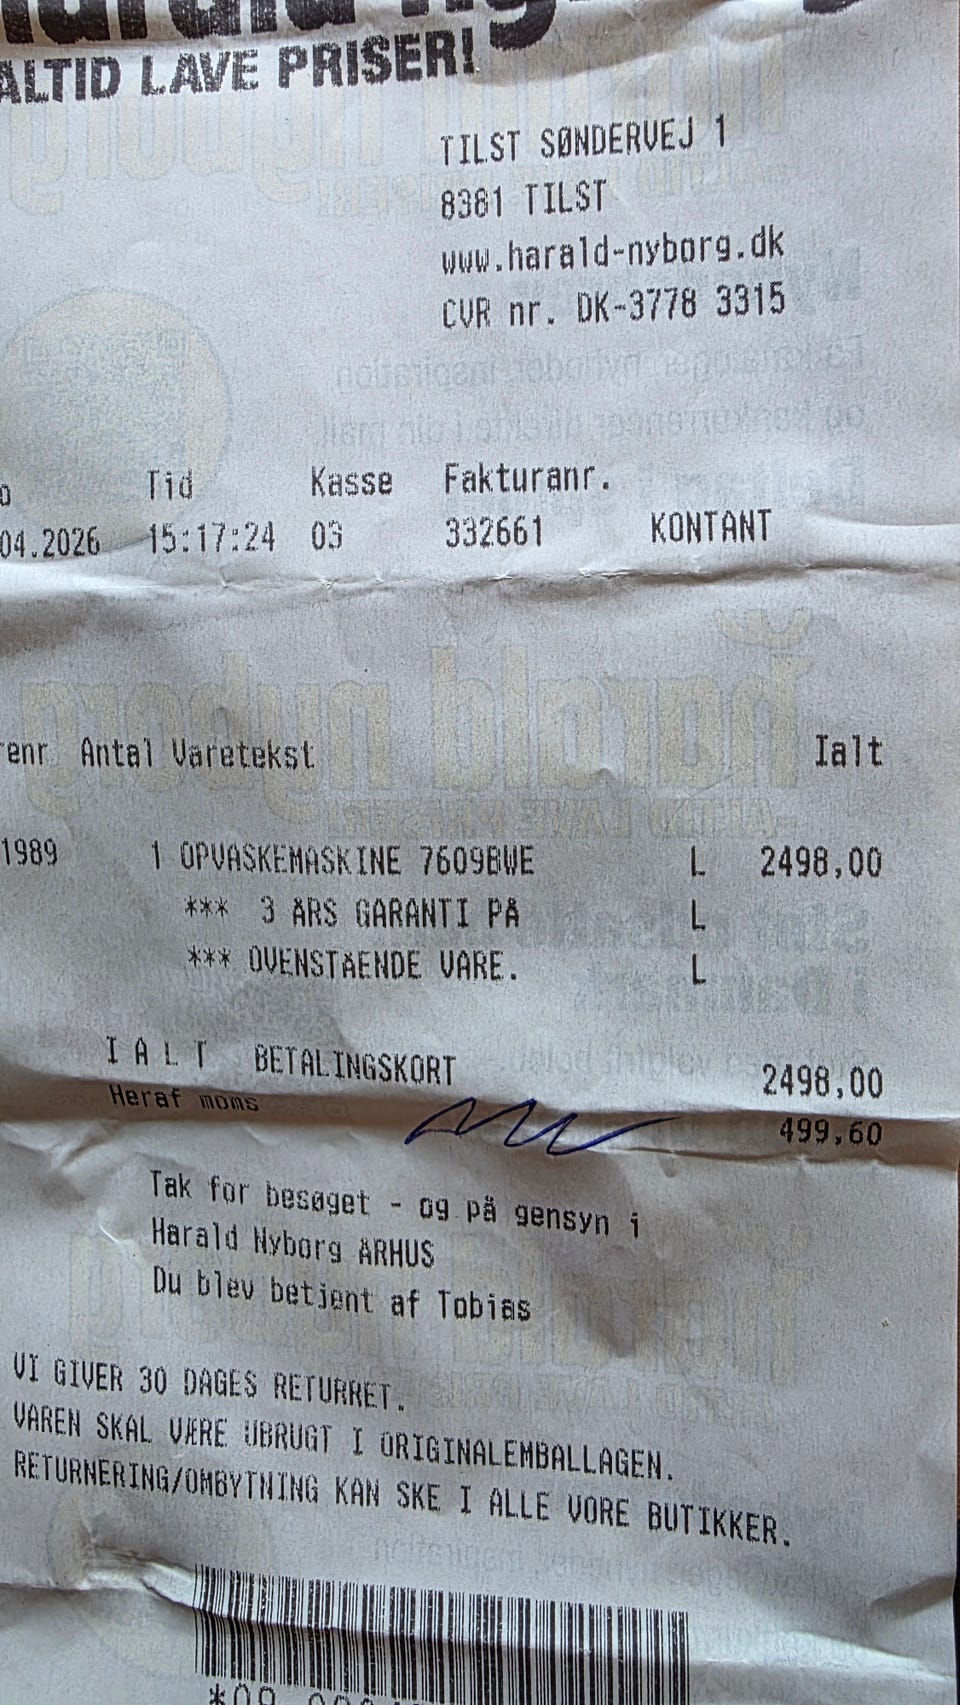 ALTID LAVE PRISER!
TILST SØNDERVEJ 1
8381 TILST
www.harald-nyborg.dk
CVR nr. DK-3778 3315
Tid Kasse Fakturanr.
04.2026 15:17:24 03 332661 KONTANT
enr Antal Varetekst Ialt
1989 1 OPVASKEMASKINE 7609BWE L 2498,00
*** 3 ÅRS GARANTI PÅ L
*** OVENSTÅENDE VARE. L
I A L T BETALINGSKORT 2498,00
Heraf moms 499,60
Tak for besøget - og på gensyn i
Harald Nyborg ÅRHUS
Du blev betjent af Tobias
VI GIVER 30 DAGES RETURRET.
VAREN SKAL VÆRE UBRUGT I ORIGINALEMBALLAGEN.
RETURNERING/OMBYTNING KAN SKE I ALLE VORE BUTIKKER.